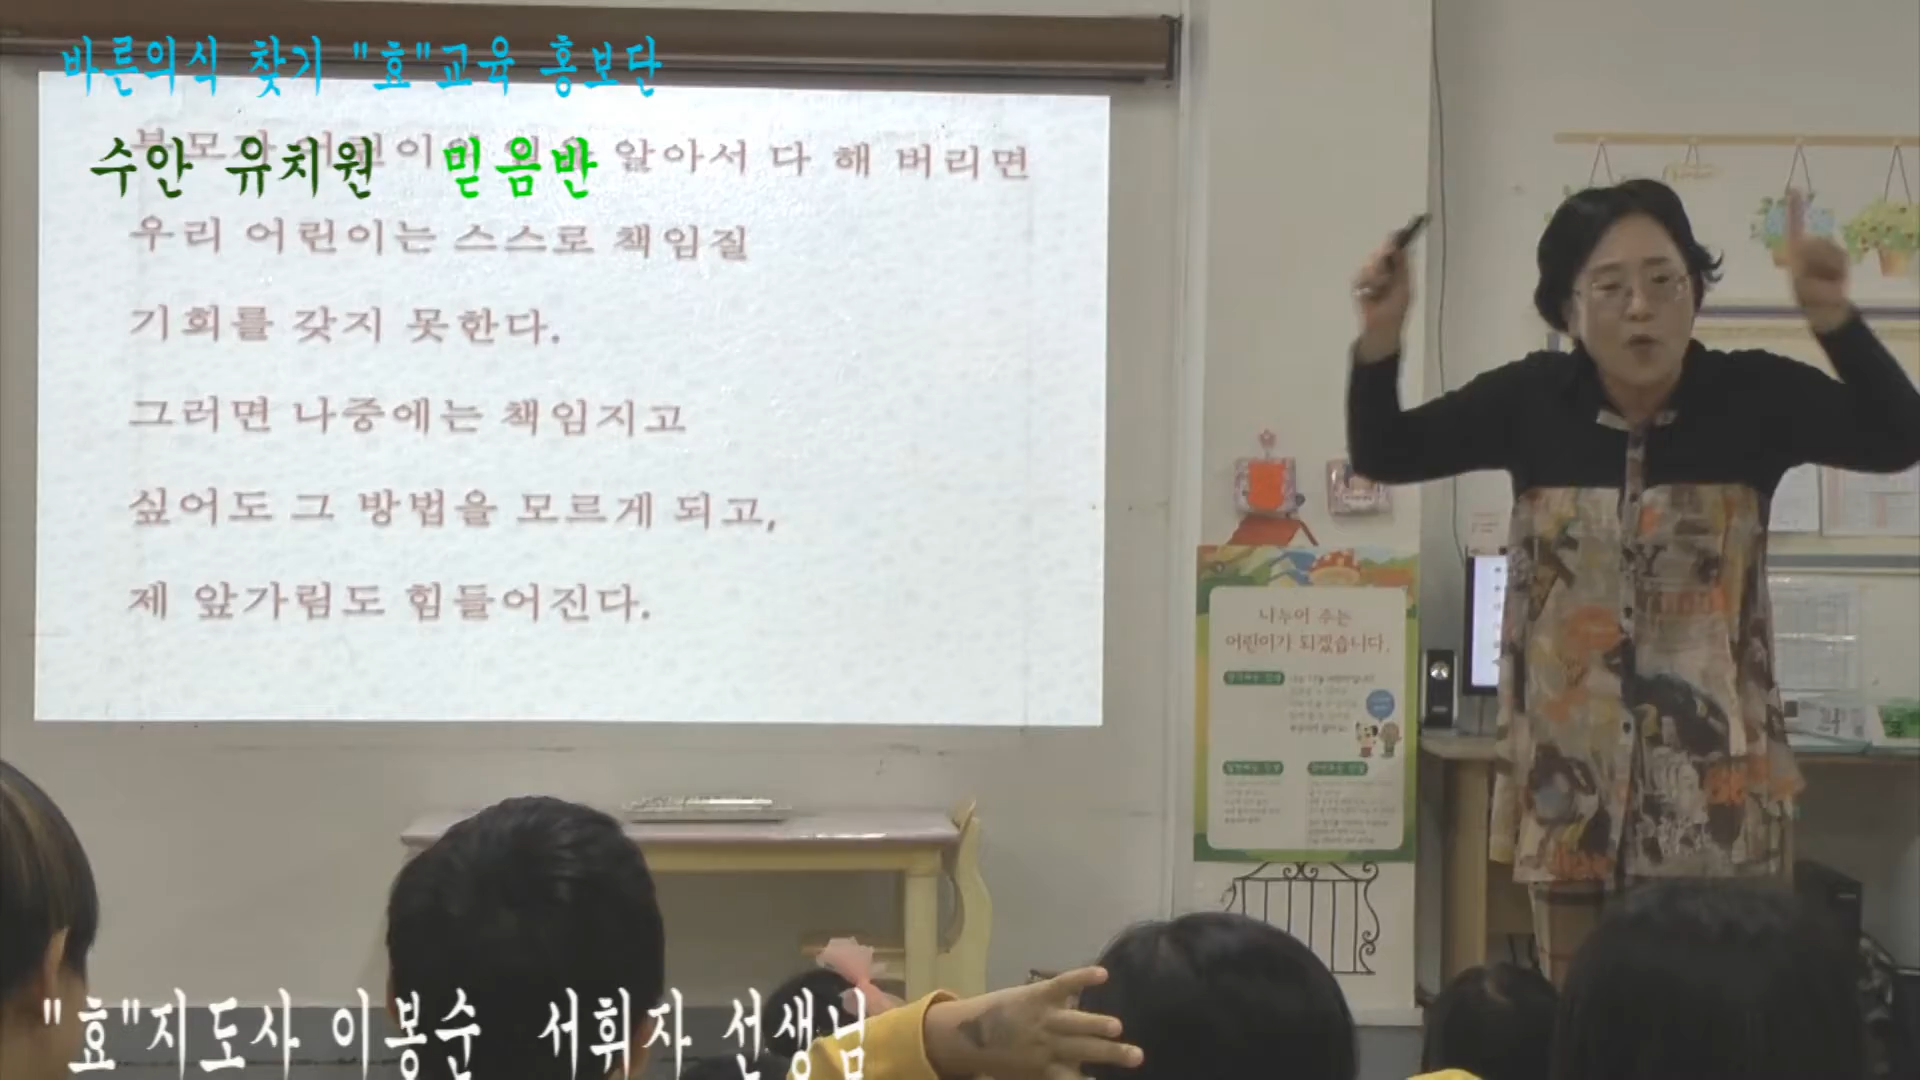 바른의식 찾기 "효"교육 홍보단
수안 유치원 믿음반
알아서 다 해 버리면
우리 어린이는 스스로 책임질
기회를 갖지 못한다.
그러면 나중에는 책임지고
싶어도 그 방법을 모르게 되고,
제 앞가림도 힘들어진다.
나누어 주는
어린이가 되겠습니다.
"효"지도사 이봉순 서휘자 선생님